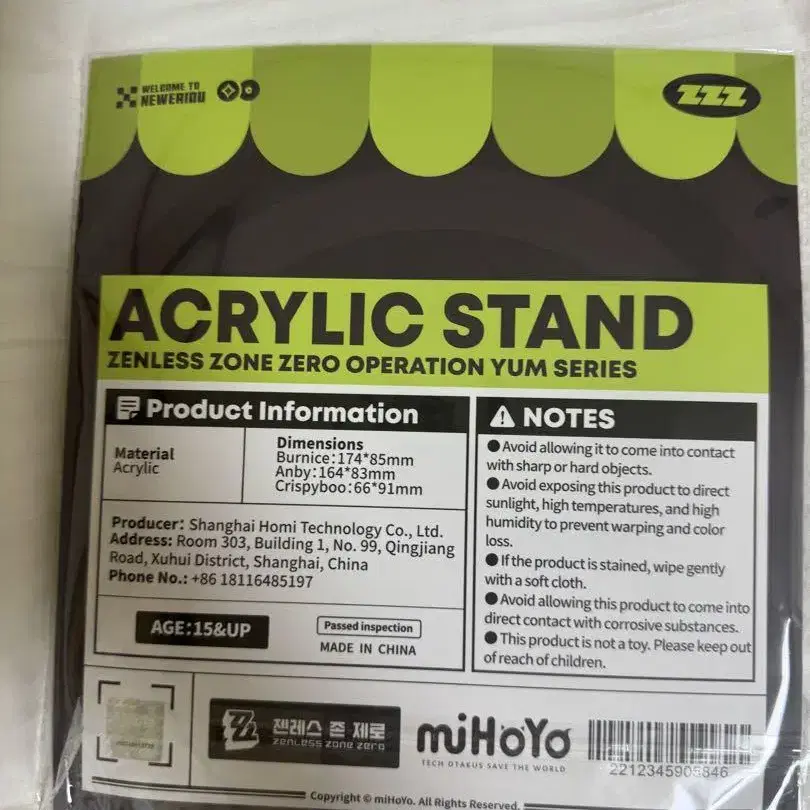 WELCOME TO
NEWERIDU
ZZZ
ACRYLIC STAND
ZENLESS ZONE ZERO OPERATION YUM SERIES
Product Information
Material
Acrylic
Dimensions
Burnice:174*85mm
Anby:164*83mm
Crispyboo:66*91mm
Producer: Shanghai Homi Technology Co., Ltd.
Address: Room 303, Building 1, No. 99, Qingjiang
Road, Xuhui District, Shanghai, China
Phone No.: +86 18116485197
AGE:15&UP
Passed inspection
MADE IN CHINA
NOTES
●Avoid allowing it to come into contact
with sharp or hard objects.
●Avoid exposing this product to direct
sunlight, high temperatures, and high
humidity to prevent warping and color
loss.
●If the product is stained, wipe gently
with a soft cloth.
●Avoid allowing this product to come into
direct contact with corrosive substances.
●This product is not a toy. Please keep out
of reach of children.
젠레스 존 제로
zenless zone zero
miHoYo
TECH OTAKUS SAVE THE WORLD
2212345905846
Copyright © miHoYo. All Rights Reserved.